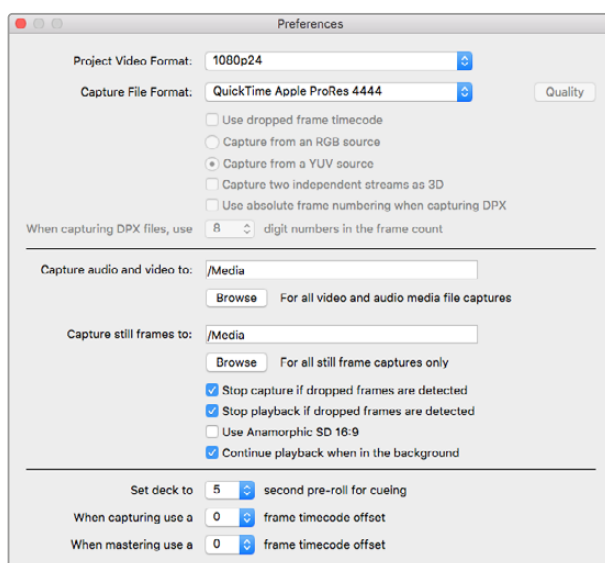 Preferences
Project Video Format: 1080p24
Capture File Format: QuickTime Apple ProRes 4444 Quality
Use dropped frame timecode
Capture from an RGB source
Capture from a YUV source
Capture two independent streams as 3D
Use absolute frame numbering when capturing DPX
When capturing DPX files, use 8 digit numbers in the frame count
Capture audio and video to: /Media
Browse For all video and audio media file captures
Capture still frames to: /Media
Browse For all still frame captures only
Stop capture if dropped frames are detected
Stop playback if dropped frames are detected
Use Anamorphic SD 16:9
Continue playback when in the background
Set deck to 5 second pre-roll for cueing
When capturing use a 0 frame timecode offset
When mastering use a 0 frame timecode offset